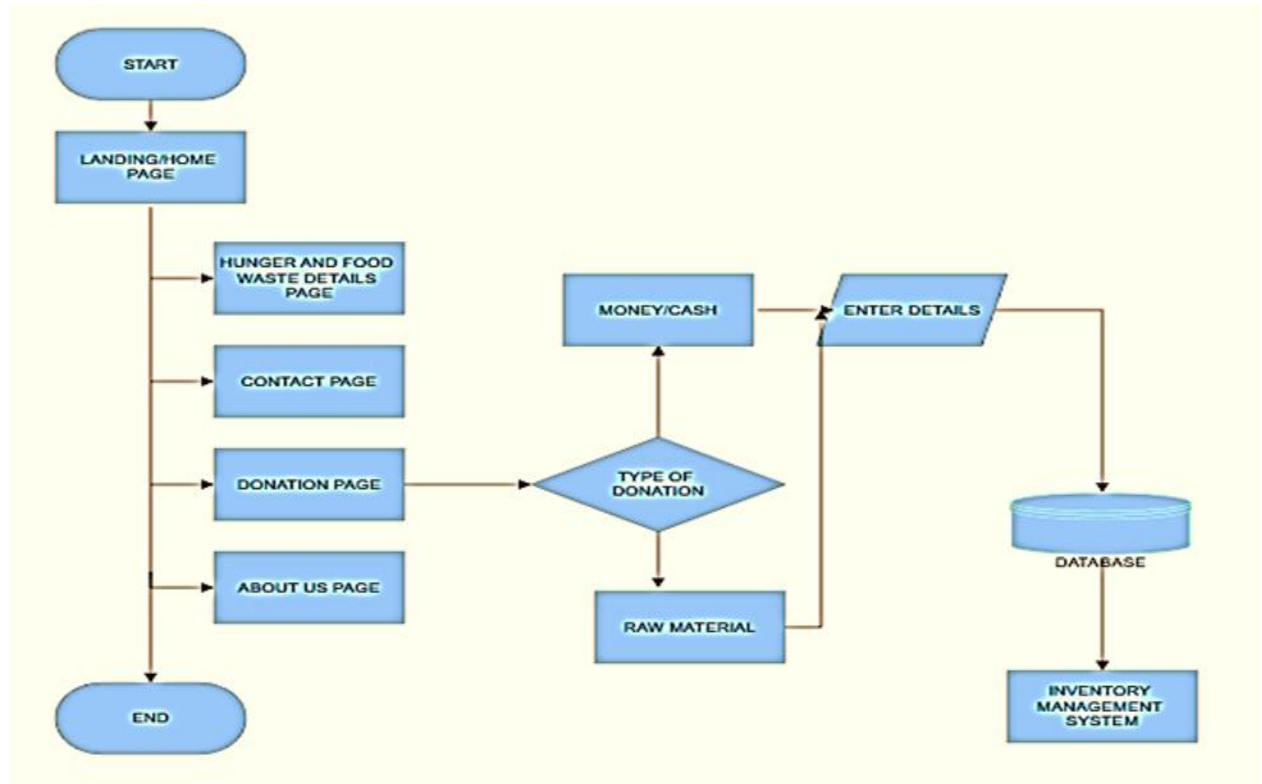 START
LANDING/HOME
PAGE
HUNGER AND FOOD
WASTE DETAILS
PAGE
MONEY/CASH
ENTER DETAILS
CONTACT PAGE
DONATION PAGE
TYPE OF
DONATION
DATABASE
ABOUT US PAGE
RAW MATERIAL
END
INVENTORY
MANAGEMENT
SYSTEM